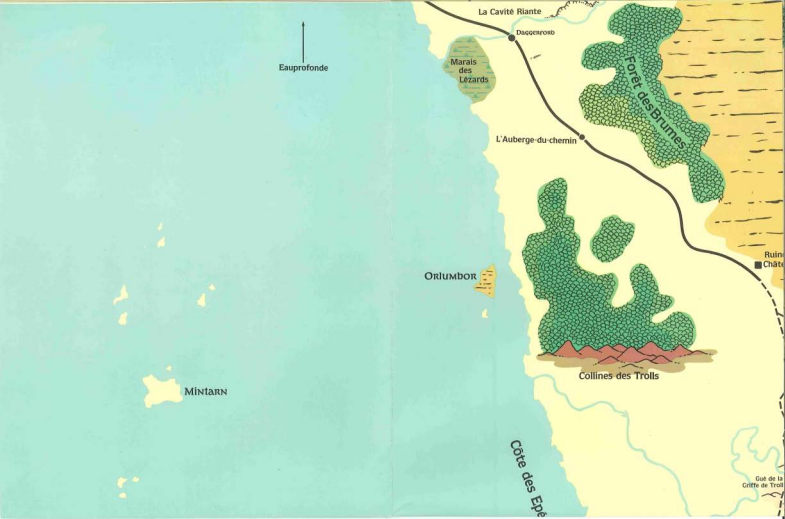 La Cavité Riante
Daggerford
Eauprofonde
Marais
des
Lézards
Forêt des Brumes
L'Auberge-du-chemin
Ruin
Châte
Orlumbor
Collines des Trolls
Mintarn
Côte des Epé
Gué de la
Griffe de Troll